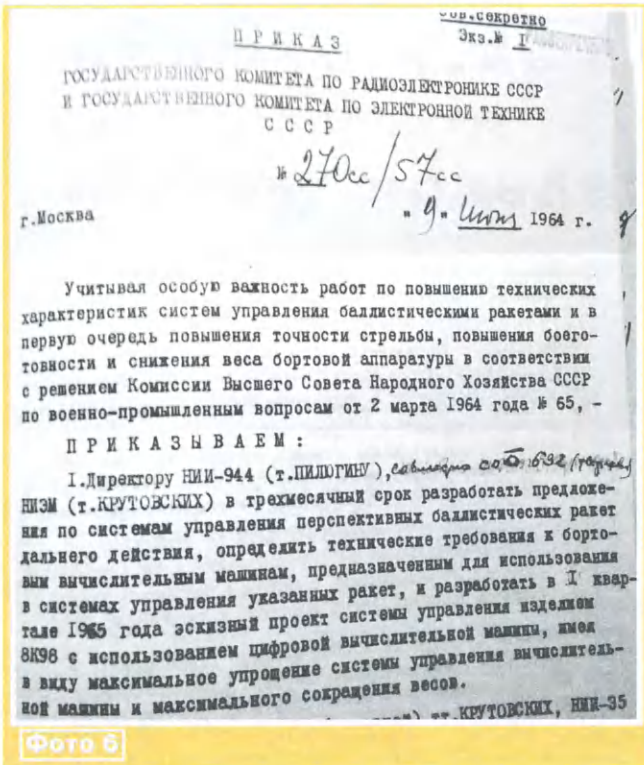 Сов.секретно
Экз.№ I
П Р И К А З
ГОСУДАРСТВЕННОГО КОМИТЕТА ПО РАДИОЭЛЕКТРОНИКЕ СССР
И ГОСУДАРСТВЕННОГО КОМИТЕТА ПО ЭЛЕКТРОННОЙ ТЕХНИКЕ
С С С Р
№ 270сс/57сс
г.Москва
" 9 " Июня 1964 г.
Учитывая особую важность работ по повышению технических
характеристик систем управления баллистическими ракетами и в
первую очередь повышения точности стрельбы, повышения боего-
товности и снижения веса бортовой аппаратуры в соответствии
с решением Комиссии Высшего Совета Народного Хозяйства СССР
по военно-промышленным вопросам от 2 марта 1964 года № 65, -
П Р И К А З Ы В А Е М :
I.Директору НИИ-944 (т.ПИЛЮГИНУ), совместно со 692
НИЭМ (т.КРУТОВСКИХ) в трехмесячный срок разработать предложе-
ния по системам управления перспективных баллистических ракет
дальнего действия, определить технические требования к борто-
вым вычислительным машинам, предназначенным для использования
в системах управления указанных ракет, и разработать в I квар-
тале 1965 года эскизный проект системы управления изделием
8К98 с использованием цифровой вычислительной машины, имея
в виду максимальное упрощение системы управления вычислитель-
ной машины и максимального сокращения весов.
тт.КРУТОВСКИХ, НИИ-35
Фото 6